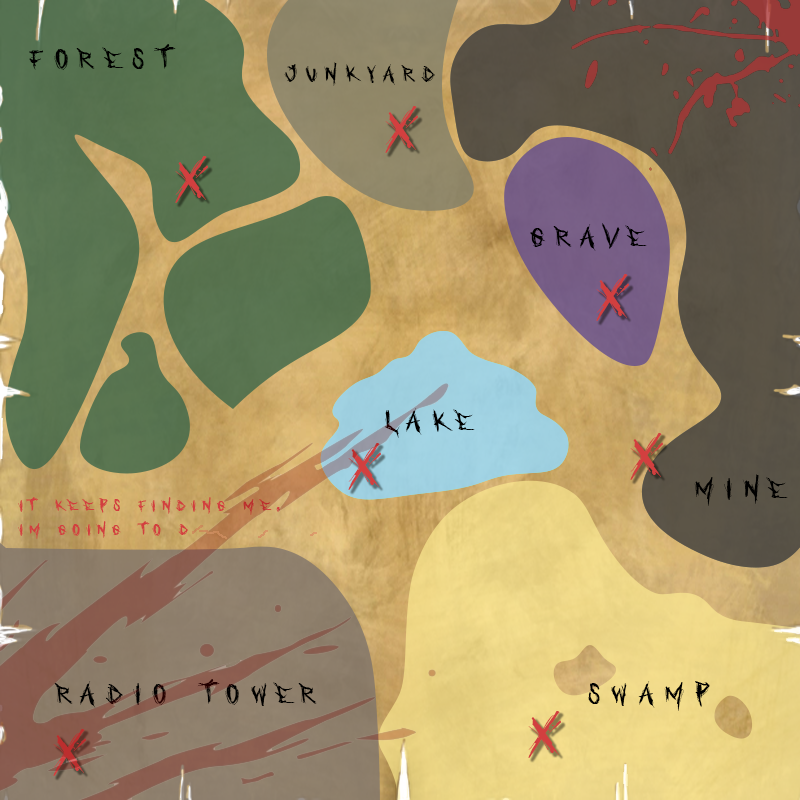 FOREST
JUNKYARD
GRAVE
LAKE
MINE
IT KEEPS FINDING ME.
IM GOING TO D
RADIO TOWER
SWAMP